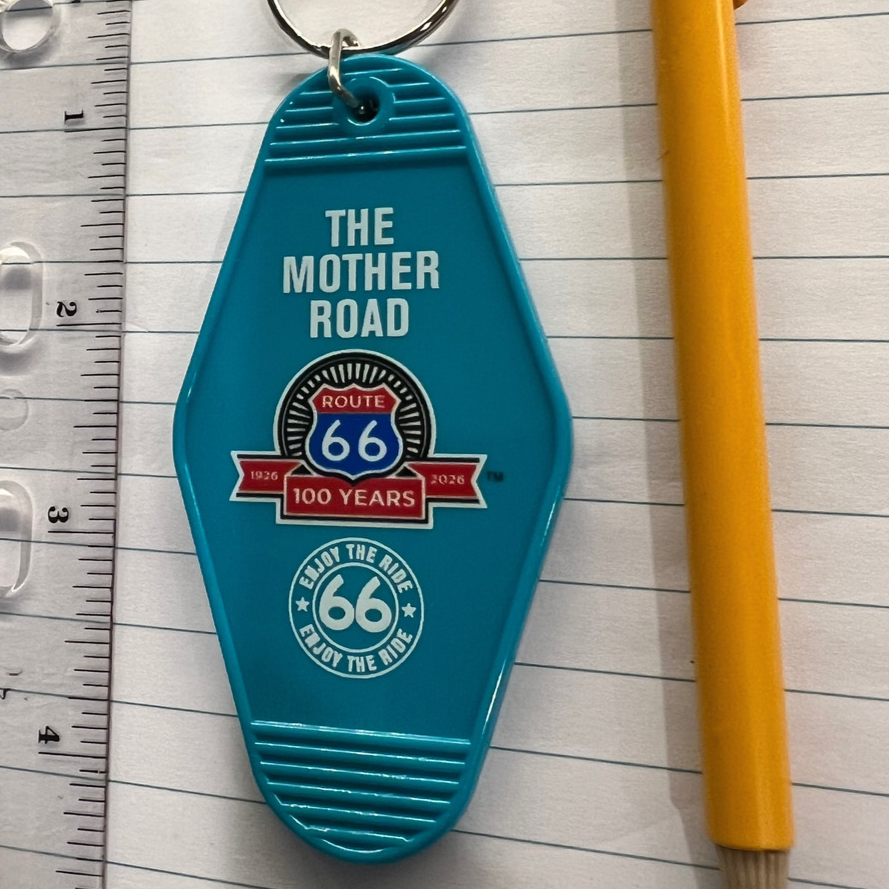 THE
MOTHER
ROAD
ROUTE
66
1926
2026
™
100 YEARS
ENJOY THE RIDE
66
ENJOY THE RIDE
1
2
3
4